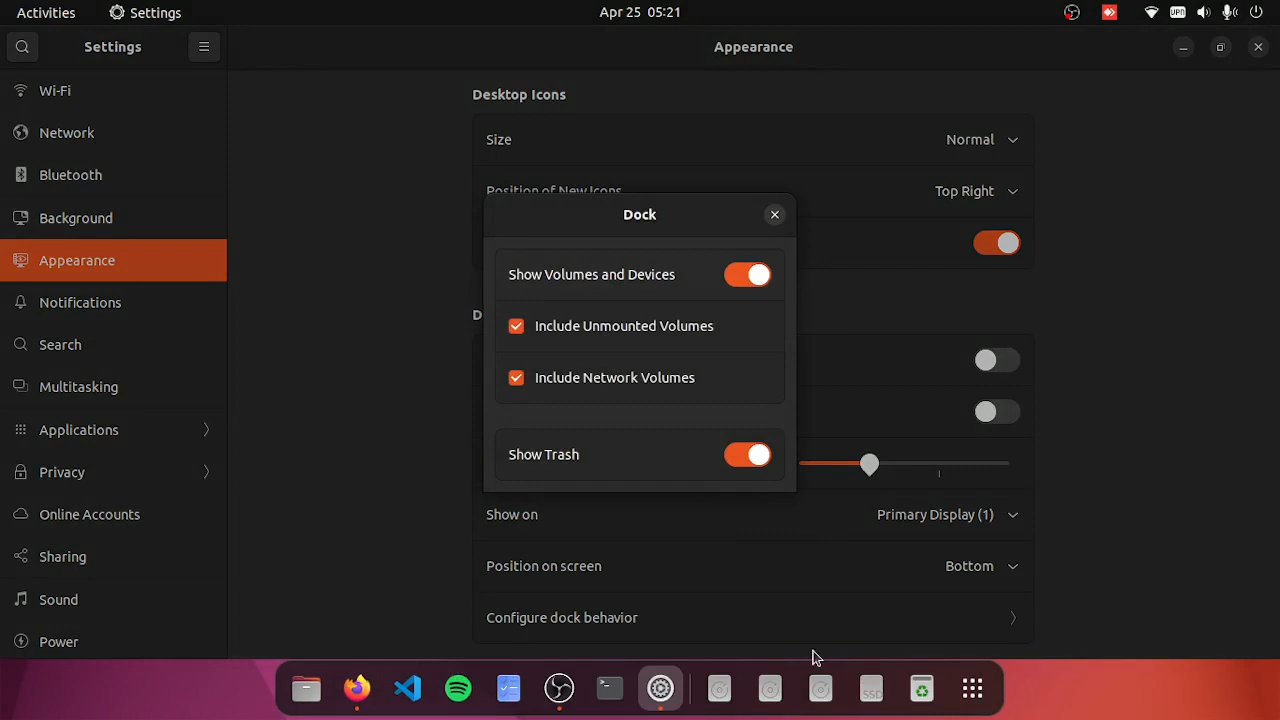 Activities
Settings
Apr 25 05:21
VPN
Settings
Appearance
Wi-Fi
Network
Bluetooth
Background
Appearance
Notifications
Search
Multitasking
Applications
Privacy
Online Accounts
Sharing
Sound
Power
Desktop Icons
Size
Normal
Position of New Icons
Top Right
D
Dock
Show Volumes and Devices
Include Unmounted Volumes
Include Network Volumes
Show Trash
Show on
Primary Display (1)
Position on screen
Bottom
Configure dock behavior
SSD